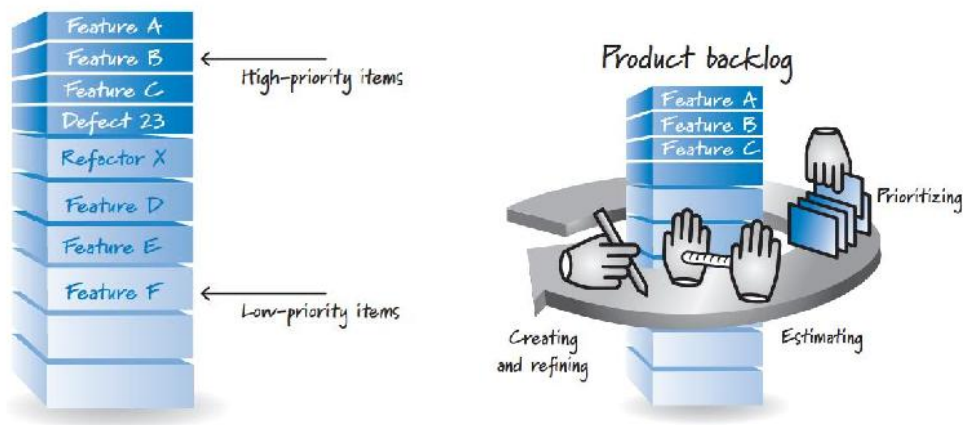 Feature A
Feature B
High-priority items
Feature C
Defect 23
Refactor X
Feature D
Feature E
Feature F
Low-priority items
Product backlog
Feature A
Feature B
Feature C
Prioritizing
Estimating
Creating
and refining